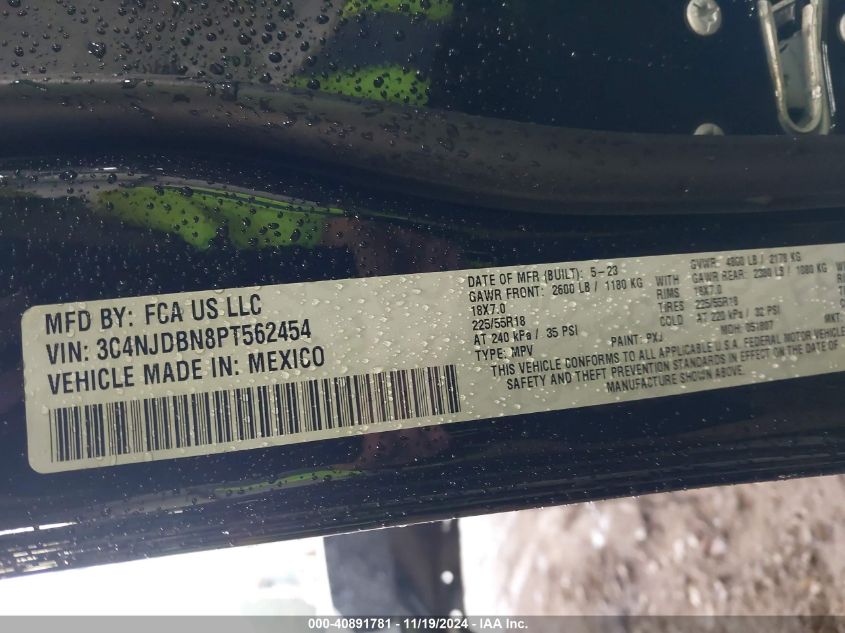 MFD BY: FCA US LLC
VIN: 3C4NJDBN8PT562454
VEHICLE MADE IN: MEXICO
DATE OF MFR (BUILT): 5-23 GVWR: 4800 LB / 2178 KG
GAWR FRONT: 2600 LB / 1180 KG WITH GAWR REAR: 2380 LB / 1080 KG
18X7.0 RIMS 18X7.0
225/55R18 TIRES 225/55R18
AT 240 kPa / 35 PSI COLD AT 220 kPa / 32 PSI
TYPE: MPV PAINT: PXJ MDH: 051807 MKT:
THIS VEHICLE CONFORMS TO ALL APPLICABLE U.S.A. FEDERAL MOTOR VEHICLE
SAFETY AND THEFT PREVENTION STANDARDS IN EFFECT ON THE DATE OF
MANUFACTURE SHOWN ABOVE.
000-40891781 - 11/19/2024 - IAA Inc.